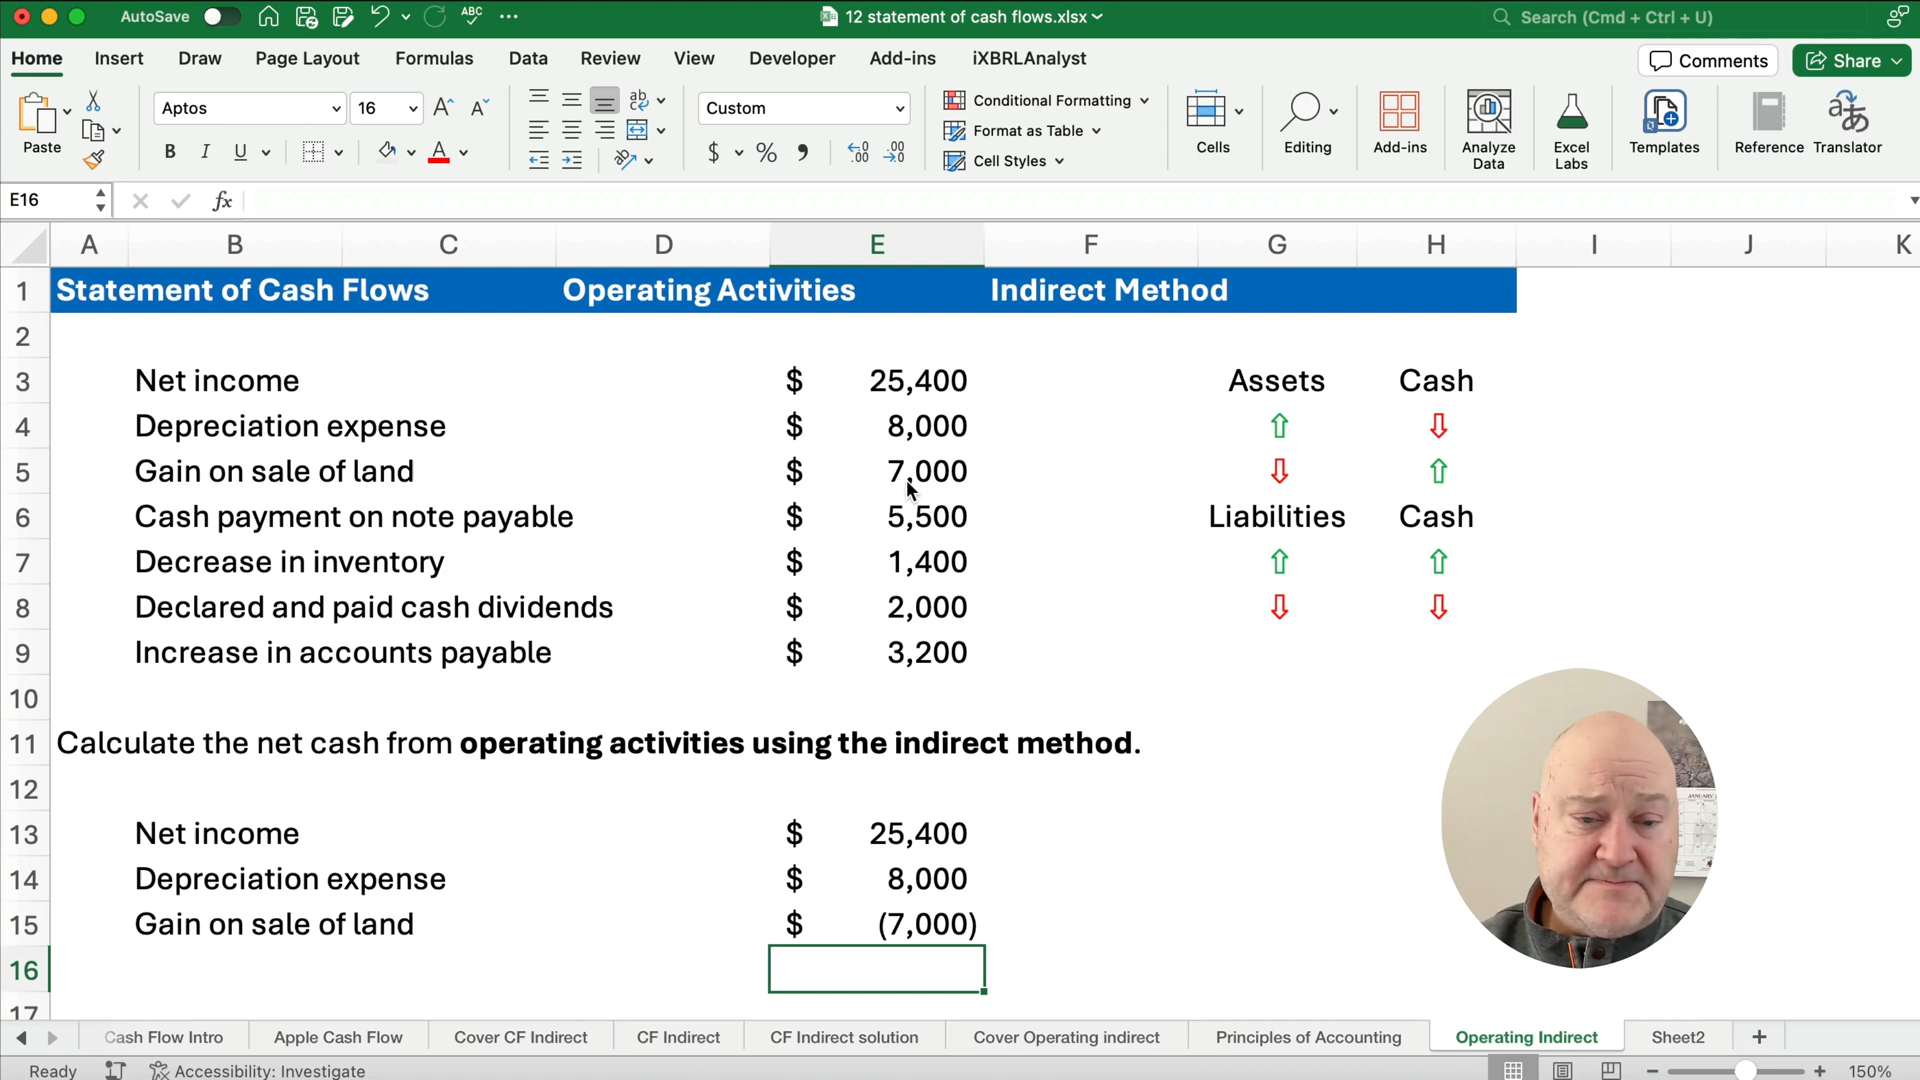 AutoSave
ABC
12 statement of cash flows.xlsx
Search (Cmd + Ctrl + U)
Home Insert Draw Page Layout Formulas Data Review View Developer Add-ins iXBRLAnalyst
Comments Share
Paste
Aptos 16
B I U A
Custom
$ % 9
Conditional Formatting
Format as Table
Cell Styles
Cells
Editing
Add-ins
Analyze Data
Excel Labs
Templates
Reference
Translator
E16 fx
A B C D E F G H I J K
1 Statement of Cash Flows Operating Activities Indirect Method
2
3 Net income $ 25,400 Assets Cash
4 Depreciation expense $ 8,000 ⇧ ⇩
5 Gain on sale of land $ 7,000 ⇩ ⇧
6 Cash payment on note payable $ 5,500 Liabilities Cash
7 Decrease in inventory $ 1,400 ⇧ ⇧
8 Declared and paid cash dividends $ 2,000 ⇩ ⇩
9 Increase in accounts payable $ 3,200
10
11 Calculate the net cash from operating activities using the indirect method.
12
13 Net income $ 25,400
14 Depreciation expense $ 8,000
15 Gain on sale of land $ (7,000)
16
17
Cash Flow Intro Apple Cash Flow Cover CF Indirect CF Indirect CF Indirect solution Cover Operating indirect Principles of Accounting Operating Indirect Sheet2 +
Ready Accessibility: Investigate 150%